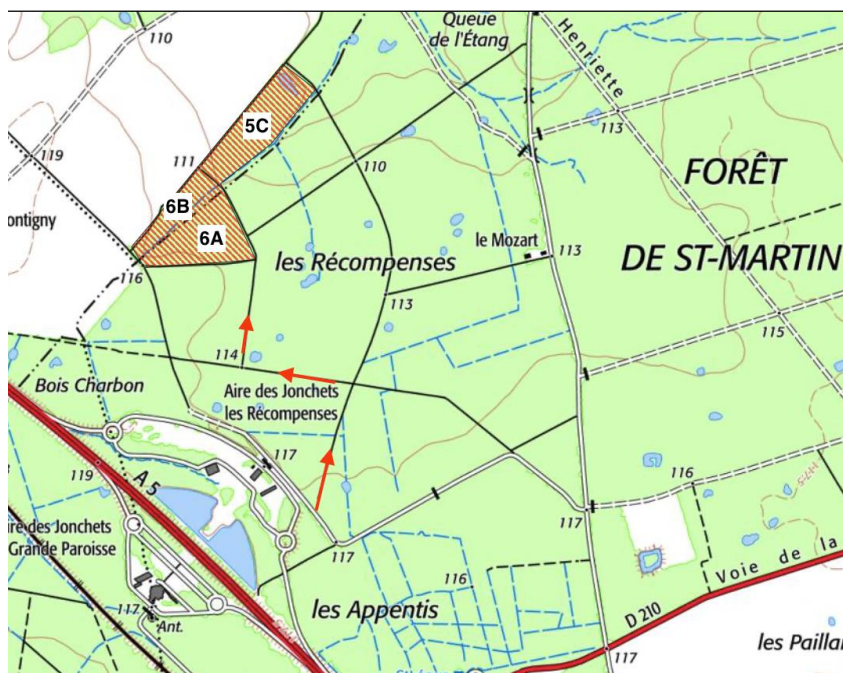 Queue
de l'Étang
Henriette
110
113
119
111
110
5C
6B
6A
FORÊT
DE ST-MARTIN
ontigny
116
les Récompenses
le Mozart
113
113
115
114
Bois Charbon
Aire des Jonchets
les Récompenses
117
119
A 5
116
ire des Jonchets
Grande Paroisse
117
117
117
Ant.
les Appentis
116
D 210
Voie de la
117
les Paillar